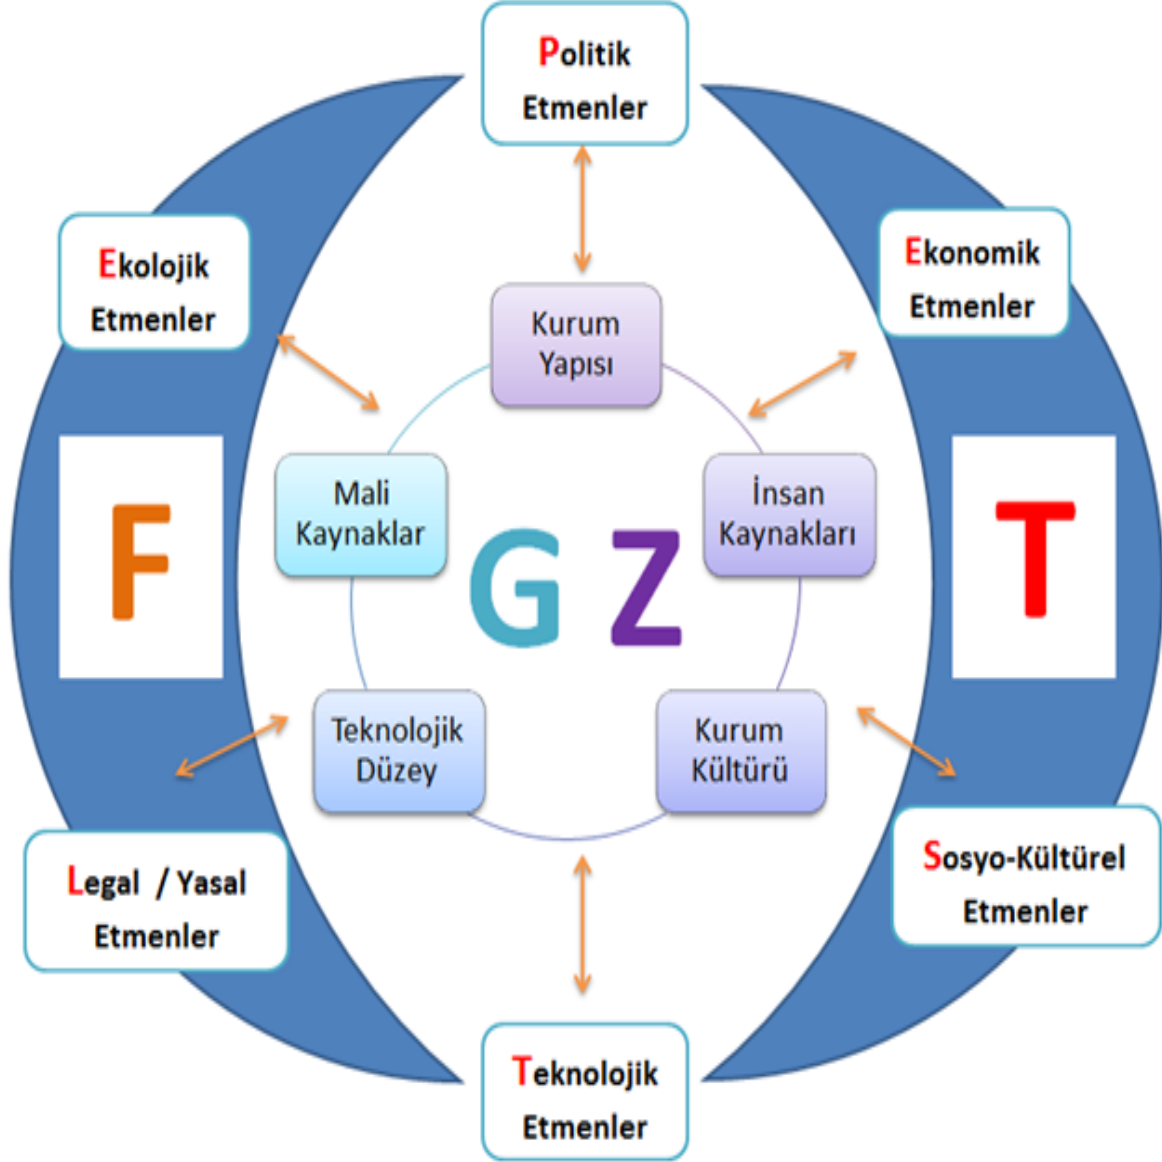 Politik
Etmenler
Ekolojik
Etmenler
Ekonomik
Etmenler
Kurum
Yapısı
Mali
Kaynaklar
İnsan
Kaynakları
F
G Z
T
Teknolojik
Düzey
Kurum
Kültürü
Legal / Yasal
Etmenler
Sosyo-Kültürel
Etmenler
Teknolojik
Etmenler